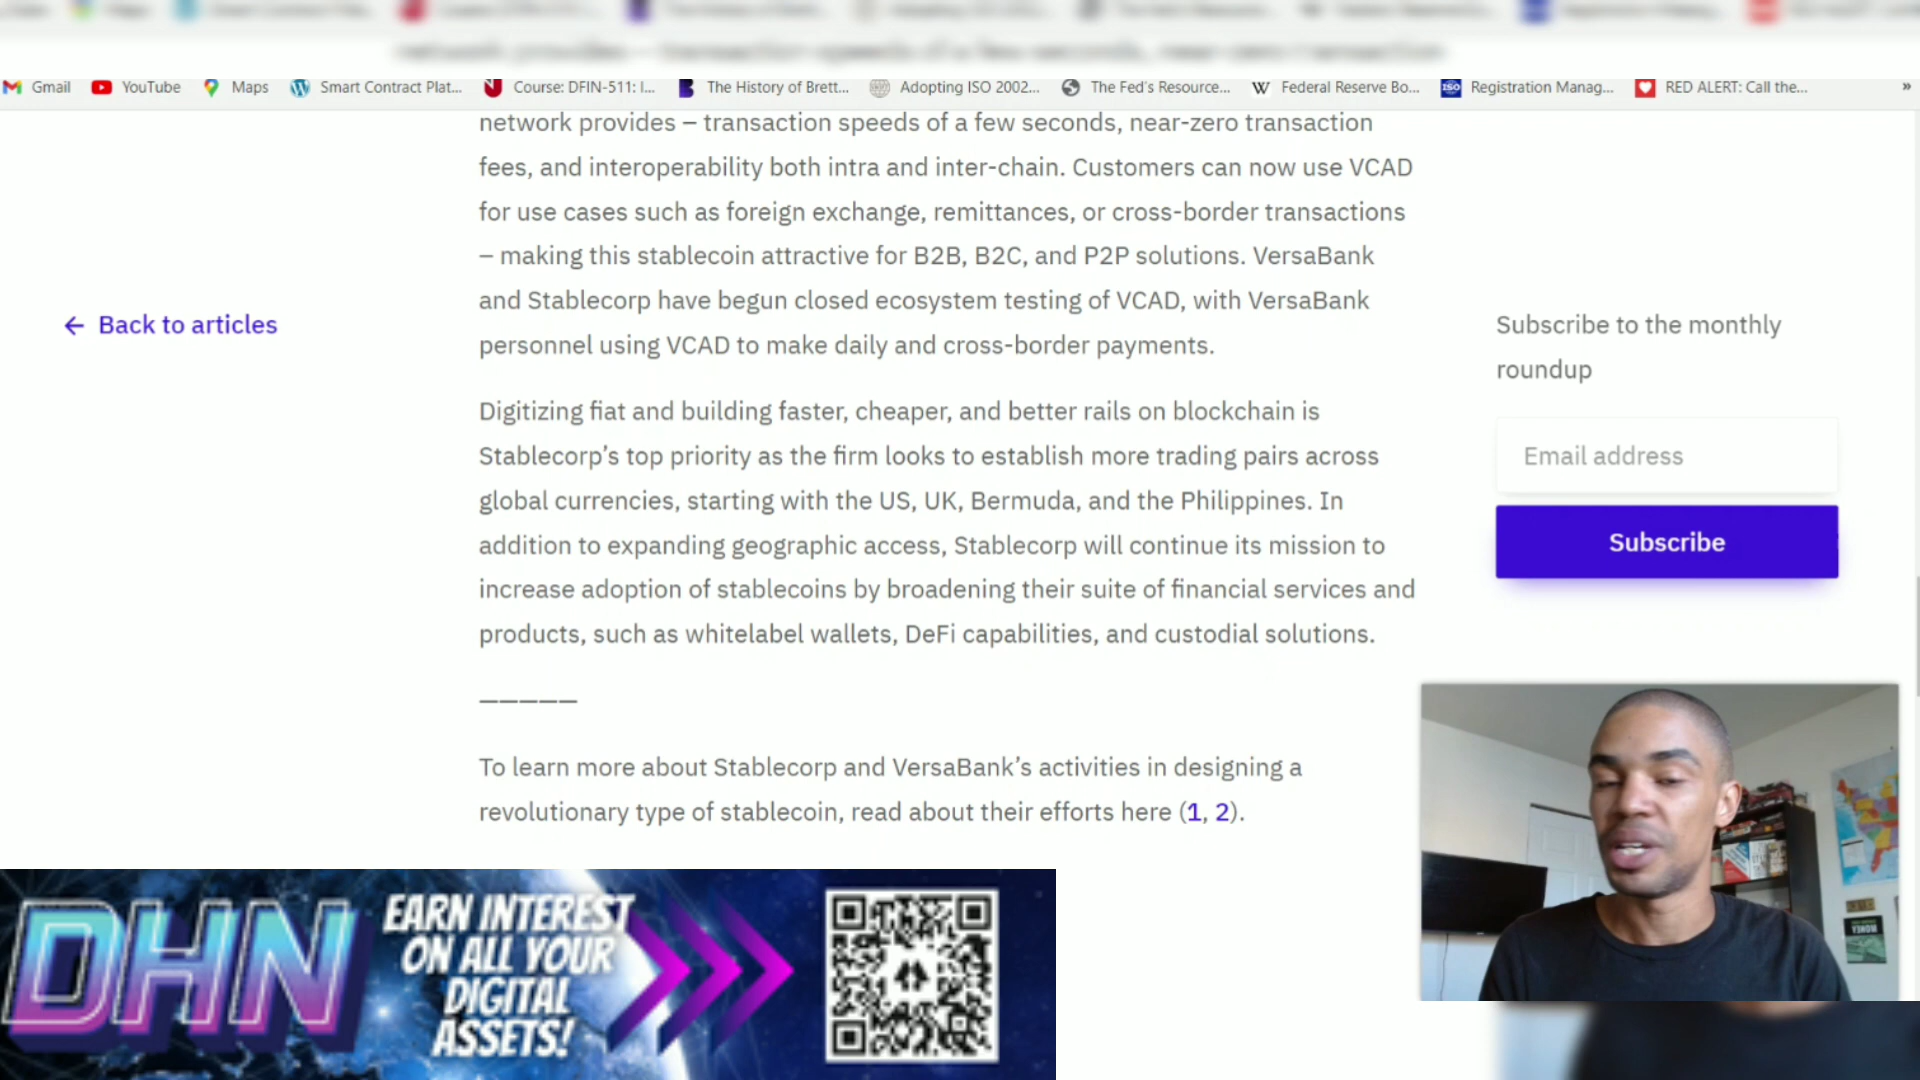 Gmail
YouTube
Maps
Smart Contract Plat...
Course: DFIN-511: I...
The History of Brett...
Adopting ISO 2002...
The Fed's Resource...
Federal Reserve Bo...
Registration Manag...
RED ALERT: Call the...
»
network provides – transaction speeds of a few seconds, near-zero transaction
fees, and interoperability both intra and inter-chain. Customers can now use VCAD
for use cases such as foreign exchange, remittances, or cross-border transactions
– making this stablecoin attractive for B2B, B2C, and P2P solutions. VersaBank
and Stablecorp have begun closed ecosystem testing of VCAD, with VersaBank
personnel using VCAD to make daily and cross-border payments.
← Back to articles
Digitizing fiat and building faster, cheaper, and better rails on blockchain is
Stablecorp’s top priority as the firm looks to establish more trading pairs across
global currencies, starting with the US, UK, Bermuda, and the Philippines. In
addition to expanding geographic access, Stablecorp will continue its mission to
increase adoption of stablecoins by broadening their suite of financial services and
products, such as whitelabel wallets, DeFi capabilities, and custodial solutions.
—————
To learn more about Stablecorp and VersaBank’s activities in designing a
revolutionary type of stablecoin, read about their efforts here (1, 2).
Subscribe to the monthly
roundup
Email address
Subscribe
DHN
EARN INTEREST
ON ALL YOUR
DIGITAL
ASSETS!